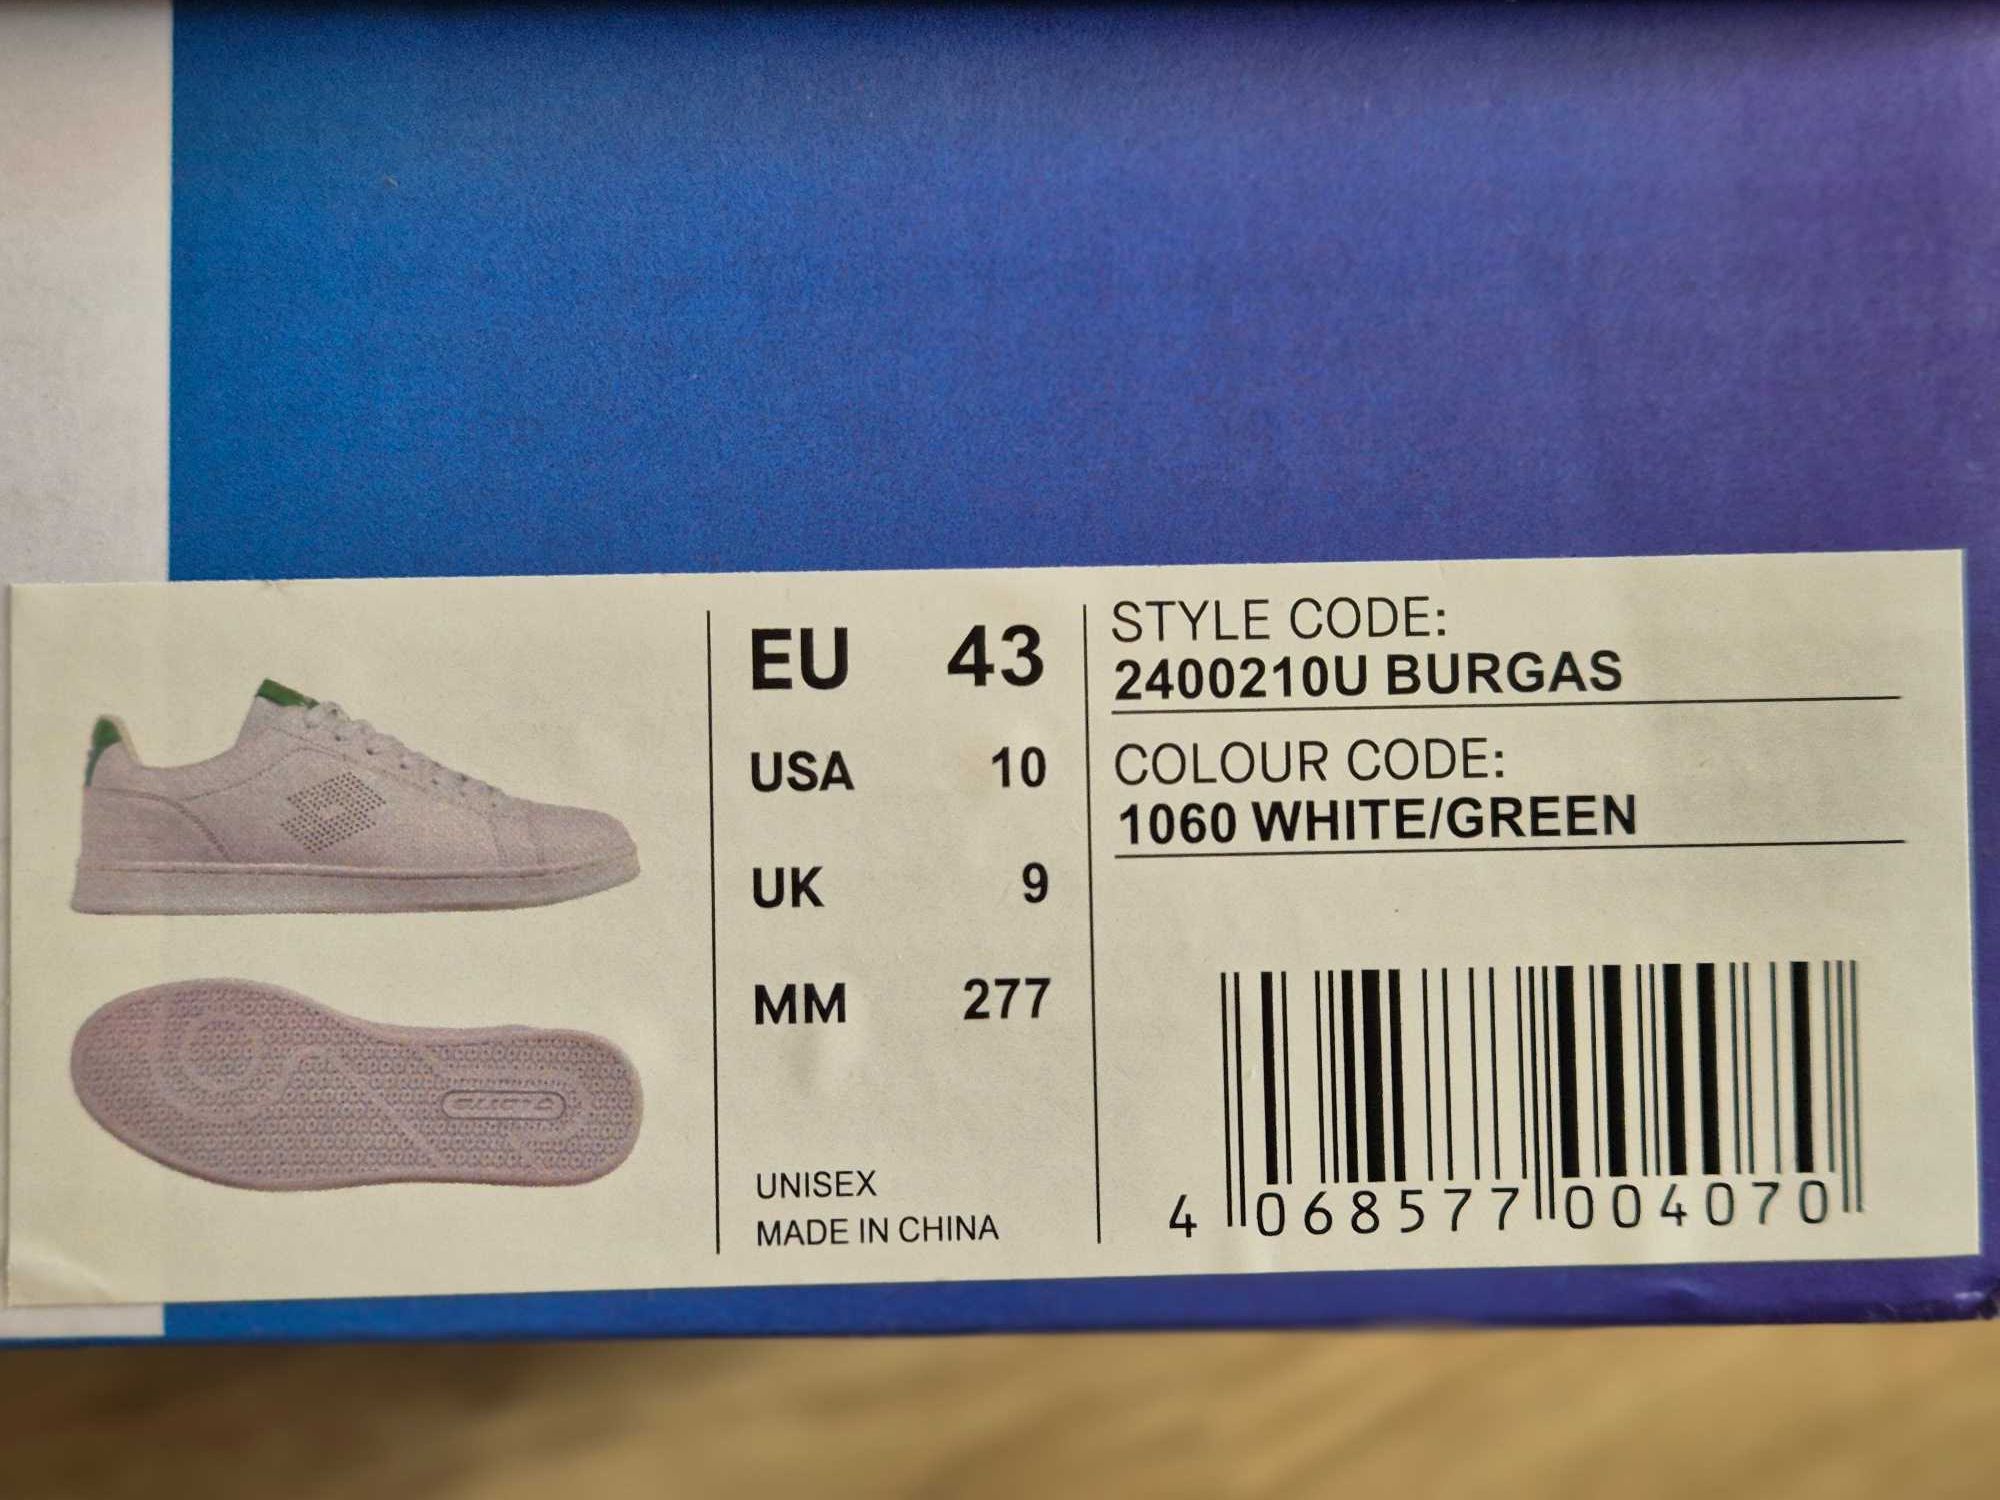 EU 43
USA 10
UK 9
MM 277
UNISEX
MADE IN CHINA
STYLE CODE:
2400210U BURGAS
COLOUR CODE:
1060 WHITE/GREEN
4 068577 004070